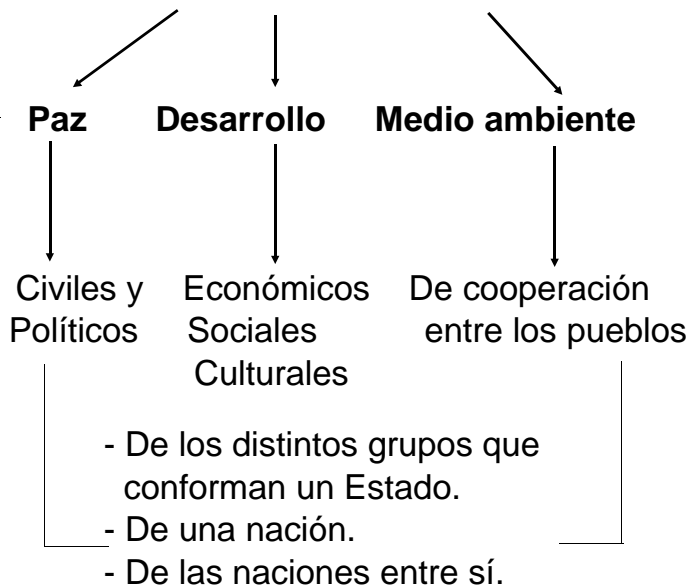 Paz Desarrollo Medio ambiente
Civiles y Económicos De cooperación
Políticos Sociales entre los pueblos
Culturales
- De los distintos grupos que
conforman un Estado.
- De una nación.
- De las naciones entre sí.